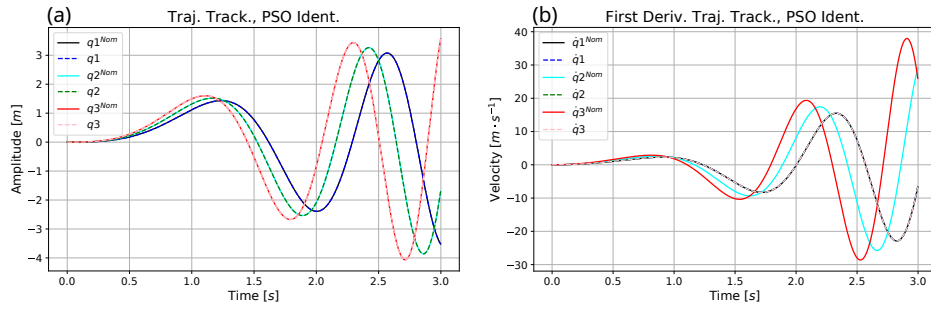 (a)
Traj. Track., PSO Ident.
q1^Nom
q1
q2^Nom
q2
q3^Nom
q3
Amplitude [m]
3
2
1
0
−1
−2
−3
−4
0.0 0.5 1.0 1.5 2.0 2.5 3.0
Time [s]
(b)
First Deriv. Traj. Track., PSO Ident.
q̇1^Nom
q̇1
q̇2^Nom
q̇2
q̇3^Nom
q̇3
Velocity [m · s⁻¹]
40
30
20
10
0
−10
−20
−30
0.0 0.5 1.0 1.5 2.0 2.5 3.0
Time [s]